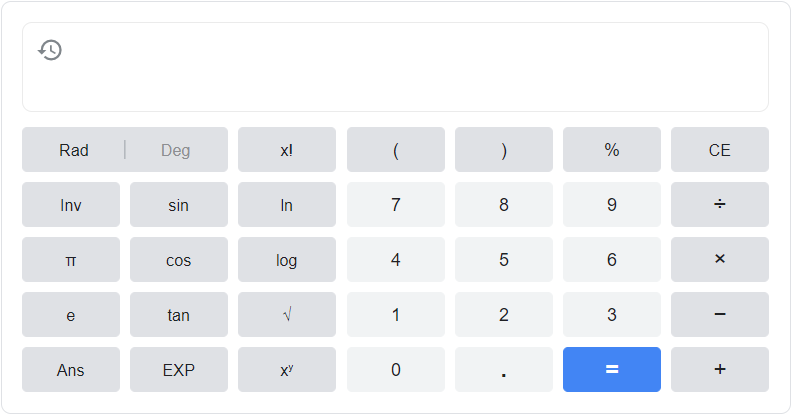 Rad | Deg x! ( ) % CE
Inv sin ln 7 8 9 ÷
π cos log 4 5 6 ×
e tan √ 1 2 3 −
Ans EXP xʸ 0 . = +